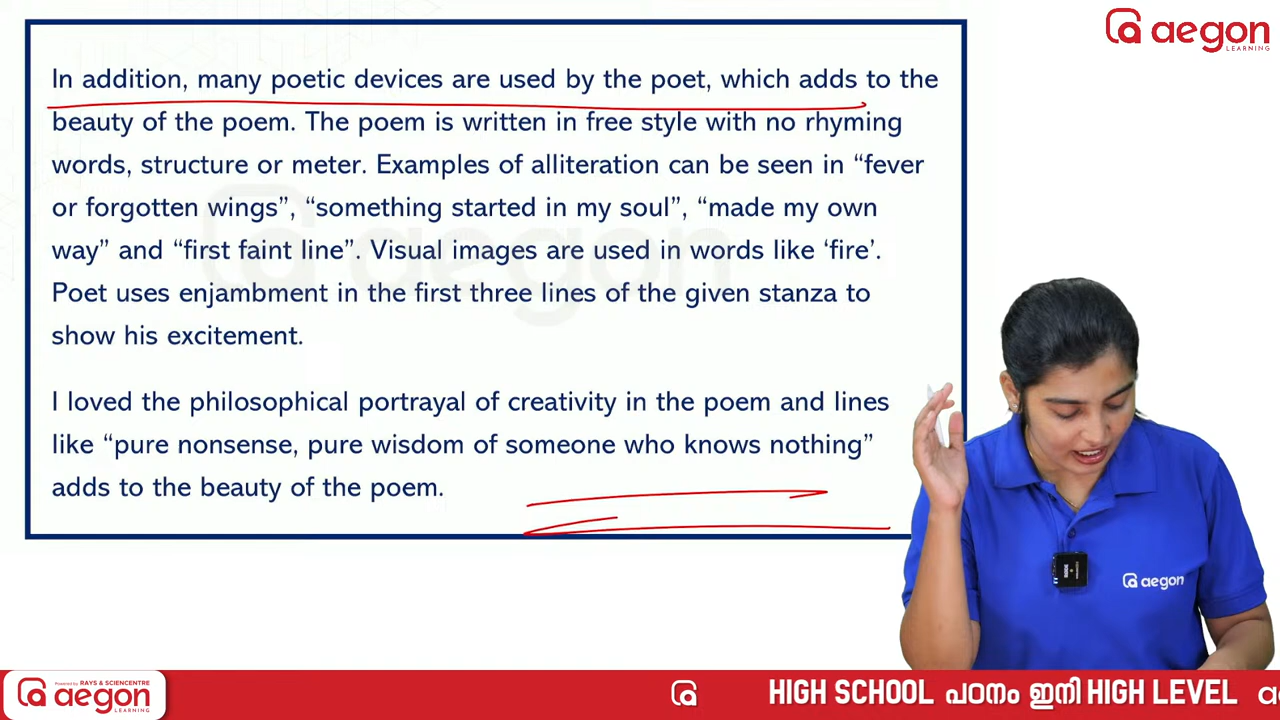 aegon
LEARNING
In addition, many poetic devices are used by the poet, which adds to the
beauty of the poem. The poem is written in free style with no rhyming
words, structure or meter. Examples of alliteration can be seen in “fever
or forgotten wings”, “something started in my soul”, “made my own
way” and “first faint line”. Visual images are used in words like ‘fire’.
Poet uses enjambment in the first three lines of the given stanza to
show his excitement.
I loved the philosophical portrayal of creativity in the poem and lines
like “pure nonsense, pure wisdom of someone who knows nothing”
adds to the beauty of the poem.
aegon
aegon
Powered by RAYS & SCIENCENTRE
aegon
LEARNING
HIGH SCHOOL പഠനം ഇനി HIGH LEVEL